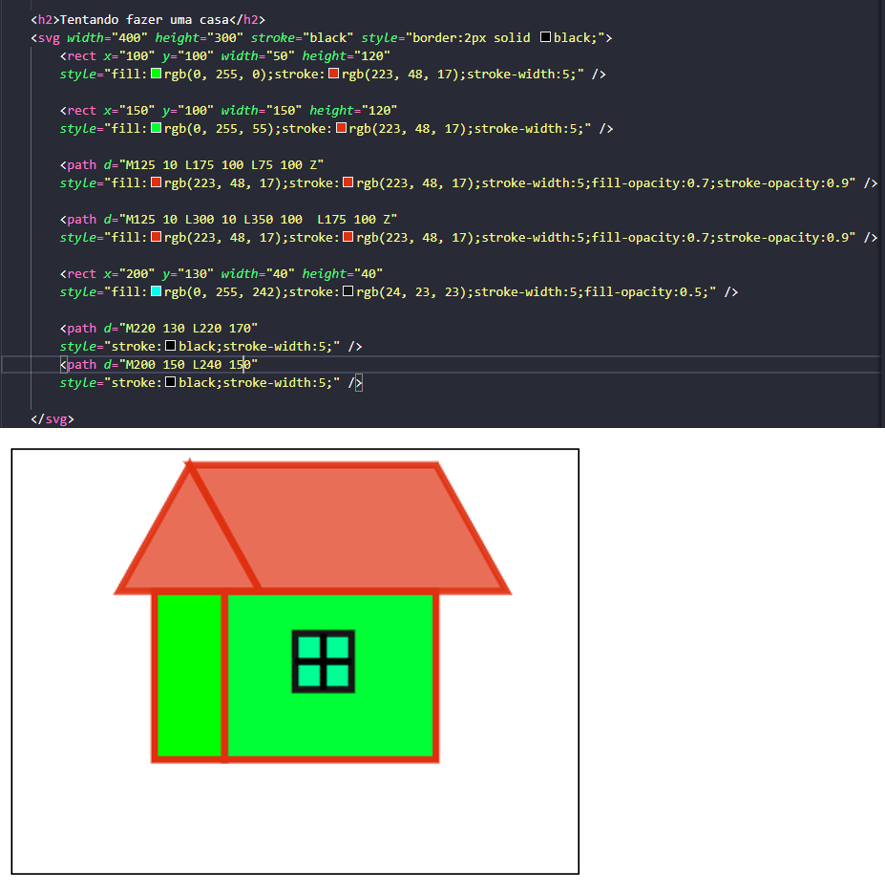 <h2>Tentando fazer uma casa</h2>
<svg width="400" height="300" stroke="black" style="border:2px solid black;">
<rect x="100" y="100" width="50" height="120"
style="fill:rgb(0, 255, 0);stroke:rgb(223, 48, 17);stroke-width:5;" />
<rect x="150" y="100" width="150" height="120"
style="fill:rgb(0, 255, 55);stroke:rgb(223, 48, 17);stroke-width:5;" />
<path d="M125 10 L175 100 L75 100 Z"
style="fill:rgb(223, 48, 17);stroke:rgb(223, 48, 17);stroke-width:5;fill-opacity:0.7;stroke-opacity:0.9" />
<path d="M125 10 L300 10 L350 100  L175 100 Z"
style="fill:rgb(223, 48, 17);stroke:rgb(223, 48, 17);stroke-width:5;fill-opacity:0.7;stroke-opacity:0.9" />
<rect x="200" y="130" width="40" height="40"
style="fill:rgb(0, 255, 242);stroke:rgb(24, 23, 23);stroke-width:5;fill-opacity:0.5;" />
<path d="M220 130 L220 170"
style="stroke:black;stroke-width:5;" />
<path d="M200 150 L240 150"
style="stroke:black;stroke-width:5;" />
</svg>